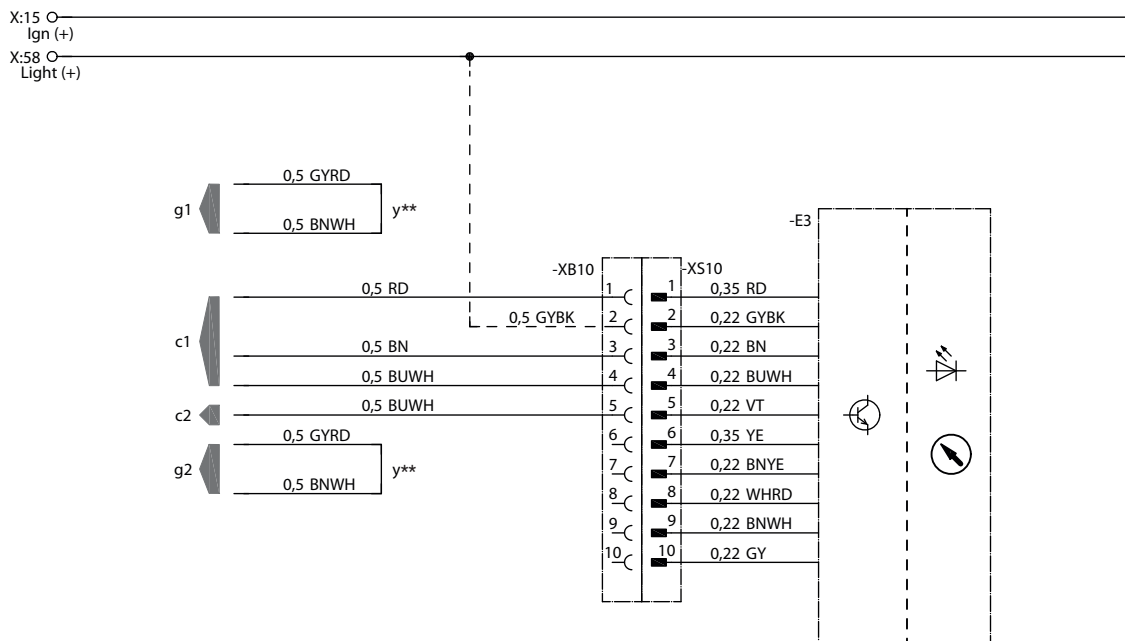 X:15
Ign (+)
X:58
Light (+)
0,5 GYRD
g1
y**
0,5 BNWH
-E3
-XB10
-XS10
0,5 RD
1
1
0,35 RD
0,5 GYBK
2
2
0,22 GYBK
c1
0,5 BN
3
3
0,22 BN
0,5 BUWH
4
4
0,22 BUWH
c2
0,5 BUWH
5
5
0,22 VT
0,5 GYRD
6
6
0,35 YE
g2
y**
7
7
0,22 BNYE
0,5 BNWH
8
8
0,22 WHRD
9
9
0,22 BNWH
10
10
0,22 GY